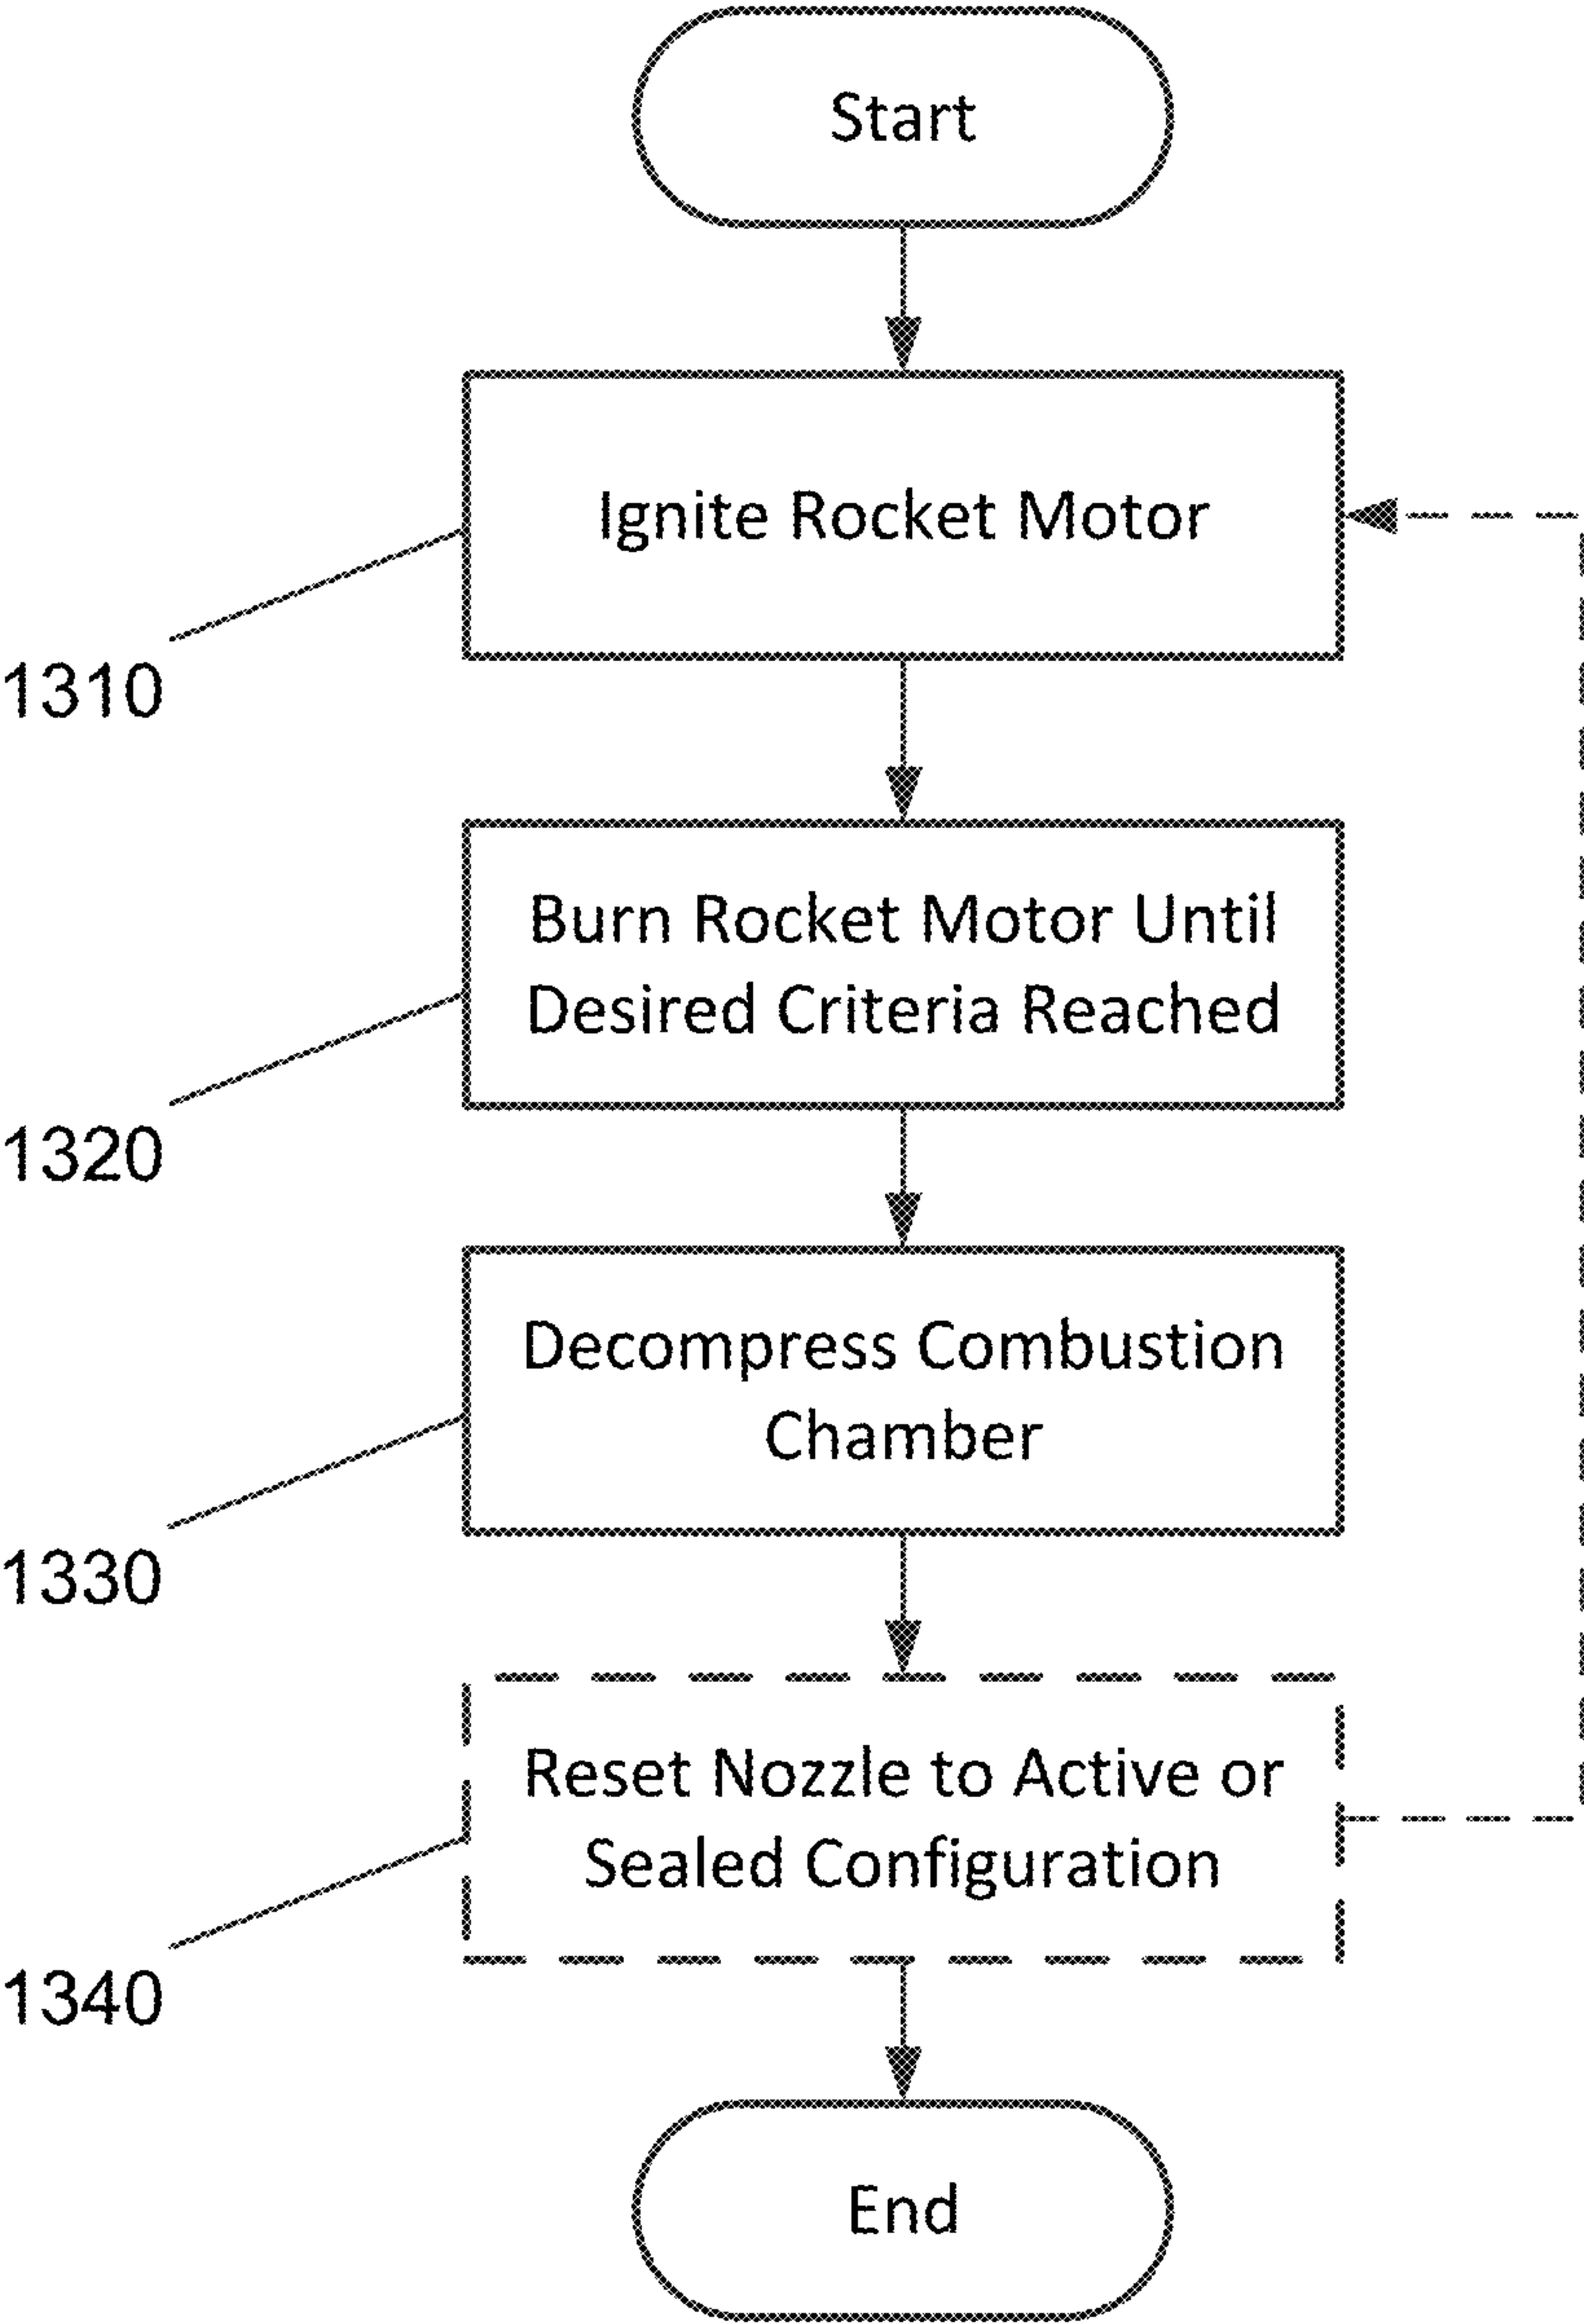 Start
Ignite Rocket Motor
1310
Burn Rocket Motor Until
Desired Criteria Reached
1320
Decompress Combustion
Chamber
1330
Reset Nozzle to Active or
Sealed Configuration
1340
End